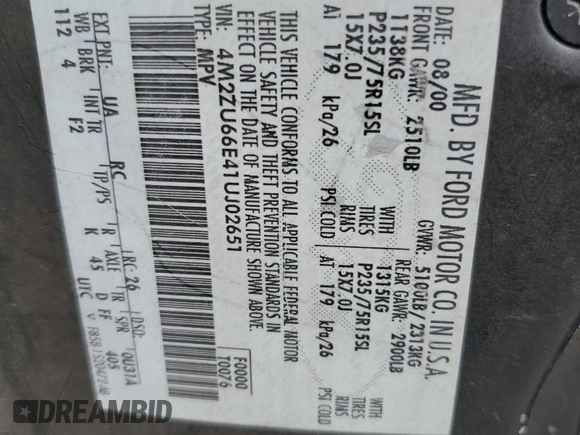 MFD. BY FORD MOTOR CO. IN U.S.A.
DATE: 08/00 GVWR: 5100LB/2313KG
FRONT GAWR: 2510LB REAR GAWR: 2900LB
1138KG WITH 1315KG WITH
P235/75R15SL TIRES P235/75R15SL TIRES
15X7.0J RIMS 15X7.0J RIMS
AT 179 kPa/26 PSI COLD AT 179 kPa/26 PSI COLD
THIS VEHICLE CONFORMS TO ALL APPLICABLE FEDERAL MOTOR
VEHICLE SAFETY AND THEFT PREVENTION STANDARDS IN
EFFECT ON THE DATE OF MANUFACTURE SHOWN ABOVE.
4M2ZU66E41UJ02651 F0000
MPV T0076
EXT PNT: UA RC RC: 26 DSO:
WB BRK INT TR TP/PS R AXLE TR SPR 0U31A
112 4 F2 K 45 D FF 405
UTC
DREAMBID